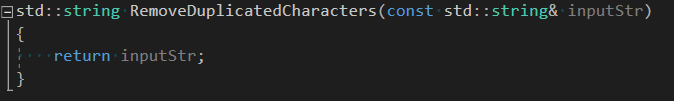 std::string RemoveDuplicatedCharacters(const std::string& inputStr)
{
    return inputStr;
}